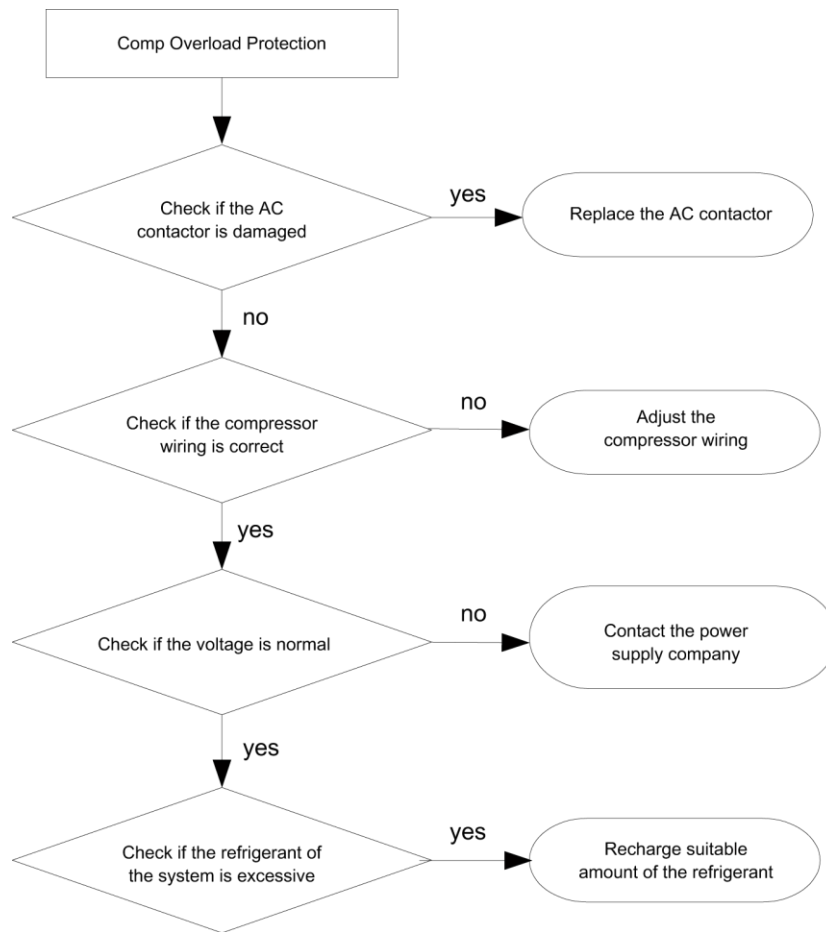 Comp Overload Protection
Check if the AC
contactor is damaged
yes
Replace the AC contactor
no
Check if the compressor
wiring is correct
no
Adjust the
compressor wiring
yes
Check if the voltage is normal
no
Contact the power
supply company
yes
Check if the refrigerant of
the system is excessive
yes
Recharge suitable
amount of the refrigerant